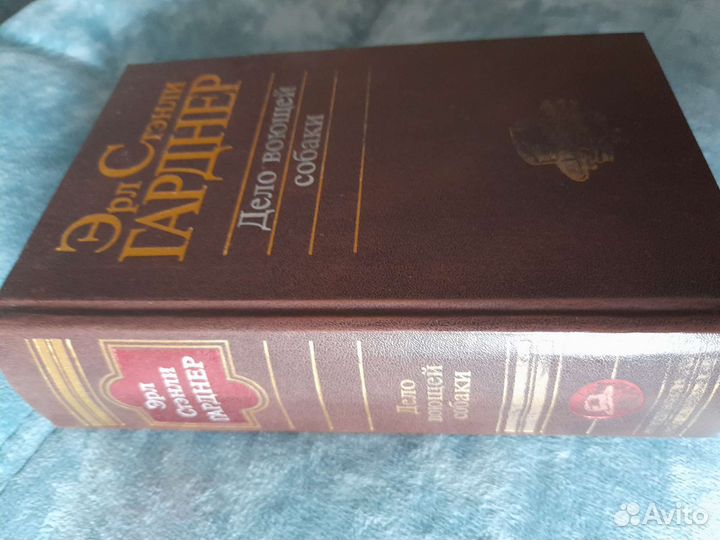 Эрл Стэнли
ГАРДНЕР
Дело воющей
собаки
ЭРЛ
СТЭНЛИ
ГАРДНЕР
Дело
воющей
собаки
Avito